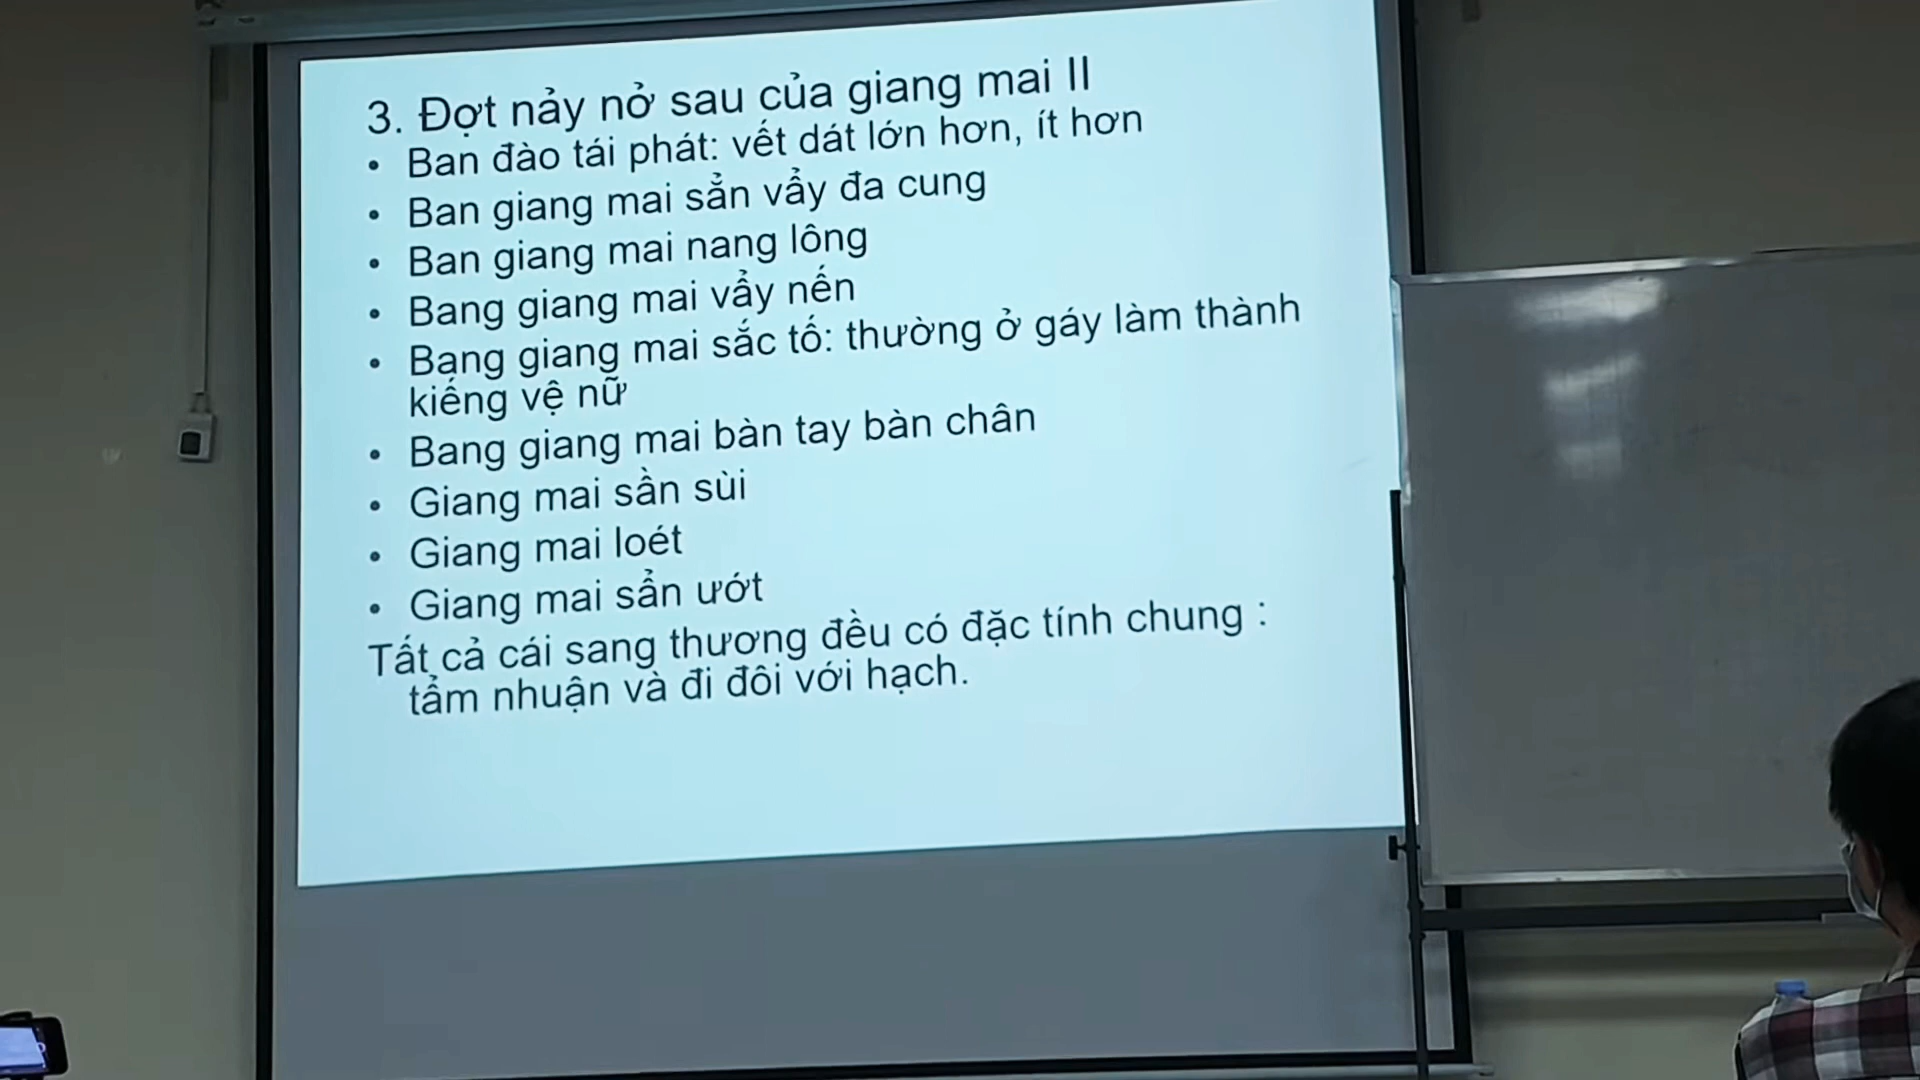 3. Đợt nảy nở sau của giang mai II
• Ban đào tái phát: vết dát lớn hơn, ít hơn
• Ban giang mai sẳn vẩy đa cung
• Ban giang mai nang lông
• Bang giang mai vẩy nến
• Bang giang mai sắc tố: thường ở gáy làm thành
kiềng vệ nữ
• Bang giang mai bàn tay bàn chân
• Giang mai sần sùi
• Giang mai loét
• Giang mai sẩn ướt
Tất cả cái sang thương đều có đặc tính chung :
tẩm nhuận và đi đôi với hạch.